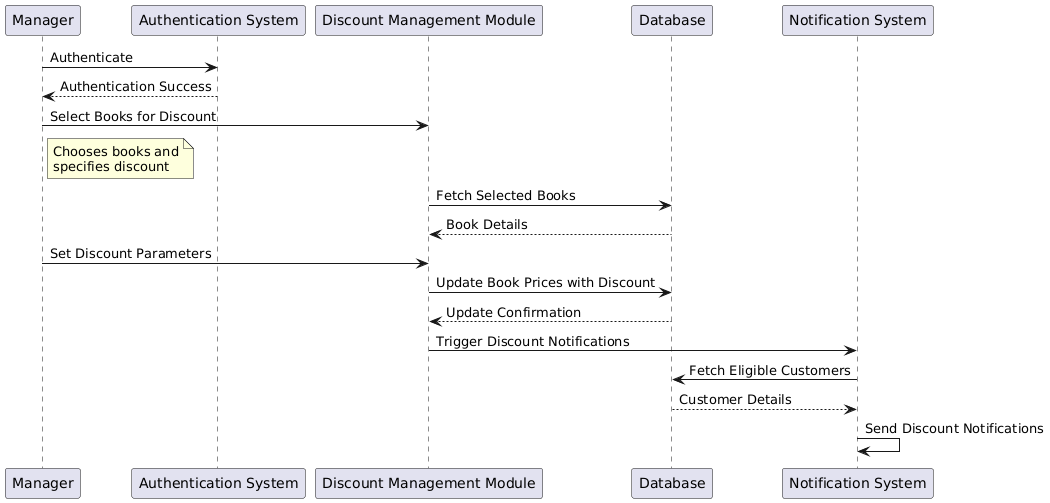 Manager
Authentication System
Discount Management Module
Database
Notification System
Authenticate
Authentication Success
Select Books for Discount
Chooses books and
specifies discount
Fetch Selected Books
Book Details
Set Discount Parameters
Update Book Prices with Discount
Update Confirmation
Trigger Discount Notifications
Fetch Eligible Customers
Customer Details
Send Discount Notifications
Manager
Authentication System
Discount Management Module
Database
Notification System